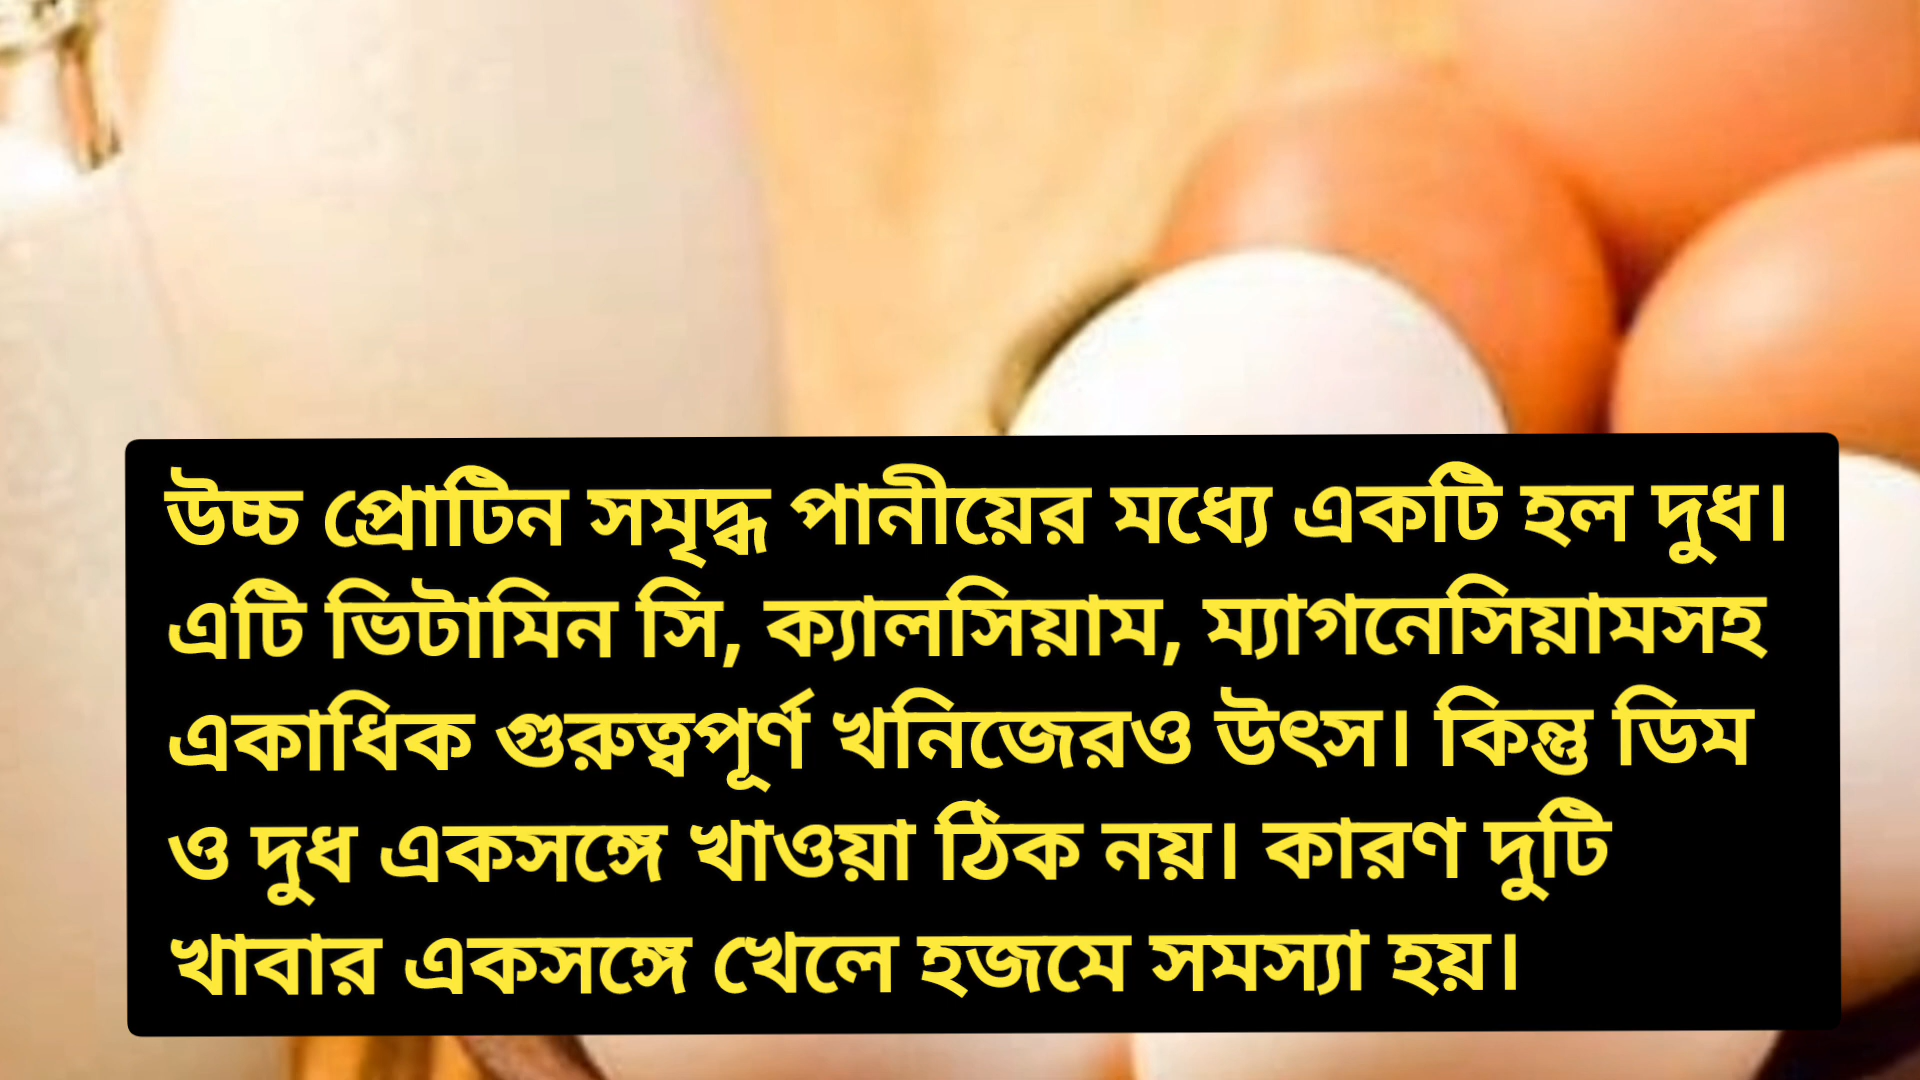 উচ্চ প্রোটিন সমৃদ্ধ পানীয়ের মধ্যে একটি হল দুধ।
এটি ভিটামিন সি, ক্যালসিয়াম, ম্যাগনেসিয়ামসহ
একাধিক গুরুত্বপূর্ণ খনিজেরও উৎস। কিন্তু ডিম
ও দুধ একসঙ্গে খাওয়া ঠিক নয়। কারণ দুটি
খাবার একসঙ্গে খেলে হজমে সমস্যা হয়।